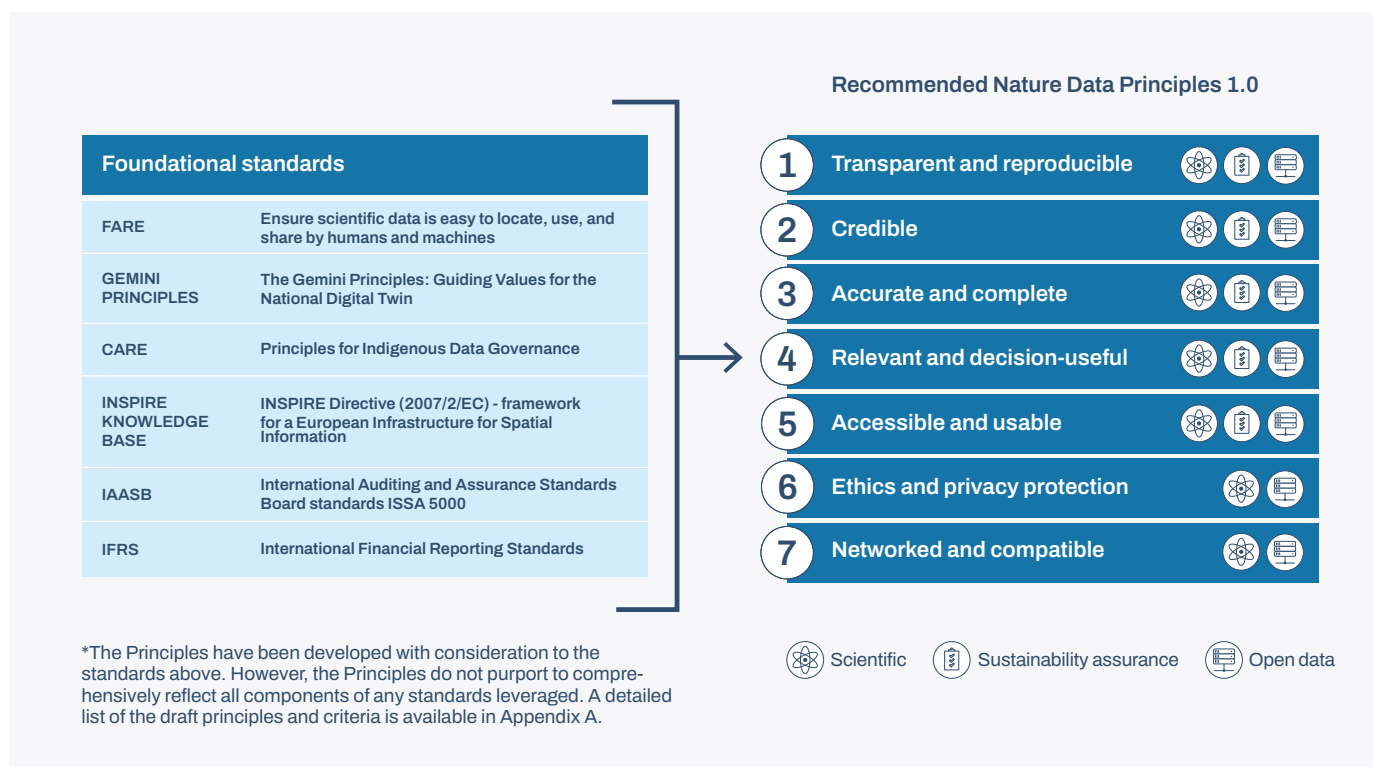 Recommended Nature Data Principles 1.0
Foundational standards
FARE
Ensure scientific data is easy to locate, use, and
share by humans and machines
GEMINI
PRINCIPLES
The Gemini Principles: Guiding Values for the
National Digital Twin
CARE
Principles for Indigenous Data Governance
INSPIRE
KNOWLEDGE
BASE
INSPIRE Directive (2007/2/EC) - framework
for a European Infrastructure for Spatial
Information
IAASB
International Auditing and Assurance Standards
Board standards ISSA 5000
IFRS
International Financial Reporting Standards
*The Principles have been developed with consideration to the
standards above. However, the Principles do not purport to compre-
hensively reflect all components of any standards leveraged. A detailed
list of the draft principles and criteria is available in Appendix A.
1 Transparent and reproducible
2 Credible
3 Accurate and complete
4 Relevant and decision-useful
5 Accessible and usable
6 Ethics and privacy protection
7 Networked and compatible
Scientific Sustainability assurance Open data